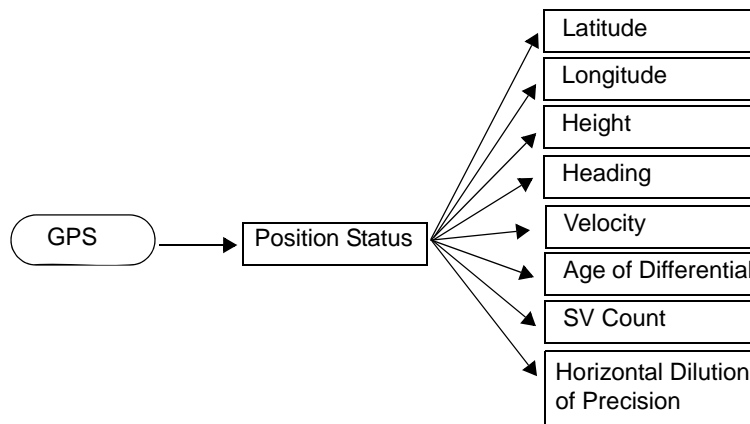 Latitude
Longitude
Height
Heading
GPS
Position Status
Velocity
Age of Differential
SV Count
Horizontal Dilution
of Precision